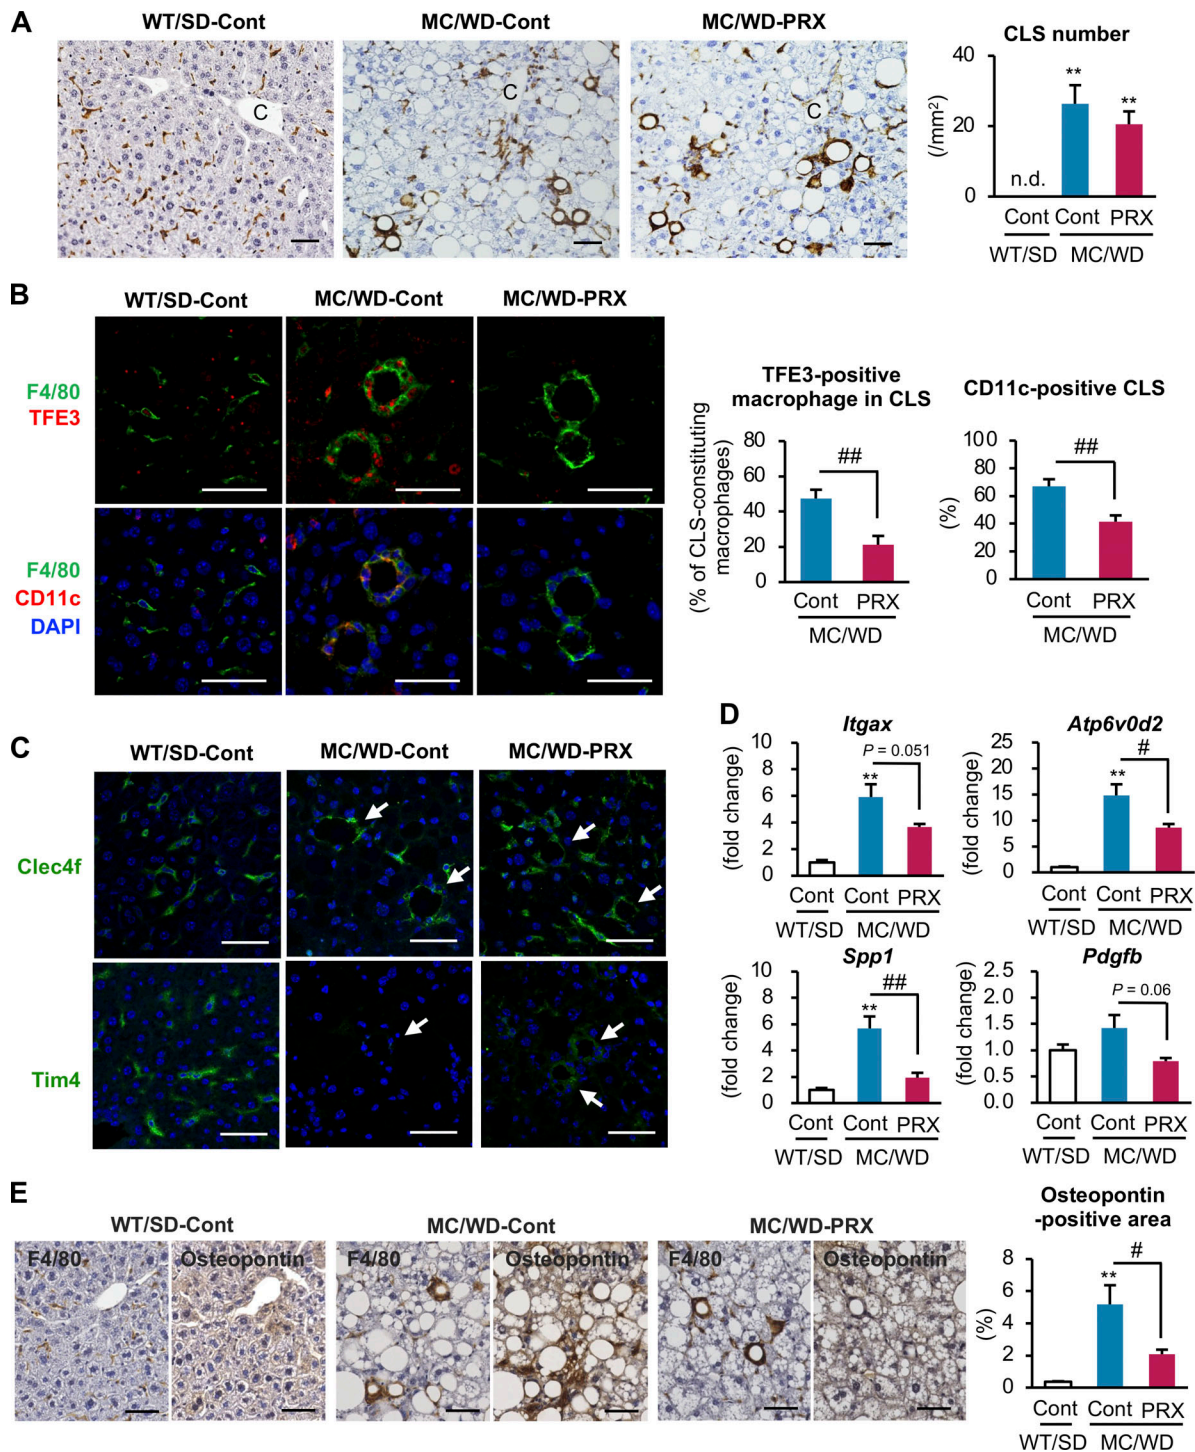 A
WT/SD-Cont
MC/WD-Cont
MC/WD-PRX
C
C
C
CLS number
(/mm²)
40
20
0
n.d.
**
**
Cont Cont PRX
WT/SD MC/WD
B
WT/SD-Cont
MC/WD-Cont
MC/WD-PRX
F4/80
TFE3
F4/80
CD11c
DAPI
TFE3-positive
macrophage in CLS
(% of CLS-constituting
macrophages)
80
60
40
20
0
##
Cont PRX
MC/WD
CD11c-positive CLS
(%)
100
80
60
40
20
0
##
Cont PRX
MC/WD
C
WT/SD-Cont
MC/WD-Cont
MC/WD-PRX
Clec4f
Tim4
D
Itgax
(fold change)
10
8
6
4
2
0
P = 0.051
**
Cont Cont PRX
WT/SD MC/WD
Atp6v0d2
(fold change)
25
20
15
10
5
0
#
**
Cont Cont PRX
WT/SD MC/WD
Spp1
(fold change)
10
8
6
4
2
0
##
**
Cont Cont PRX
WT/SD MC/WD
Pdgfb
(fold change)
2.5
2.0
1.5
1.0
0.5
0.0
P = 0.06
Cont Cont PRX
WT/SD MC/WD
E
WT/SD-Cont
MC/WD-Cont
MC/WD-PRX
F4/80
Osteopontin
F4/80
Osteopontin
F4/80
Osteopontin
Osteopontin
-positive area
(%)
8
6
4
2
0
#
**
Cont Cont PRX
WT/SD MC/WD